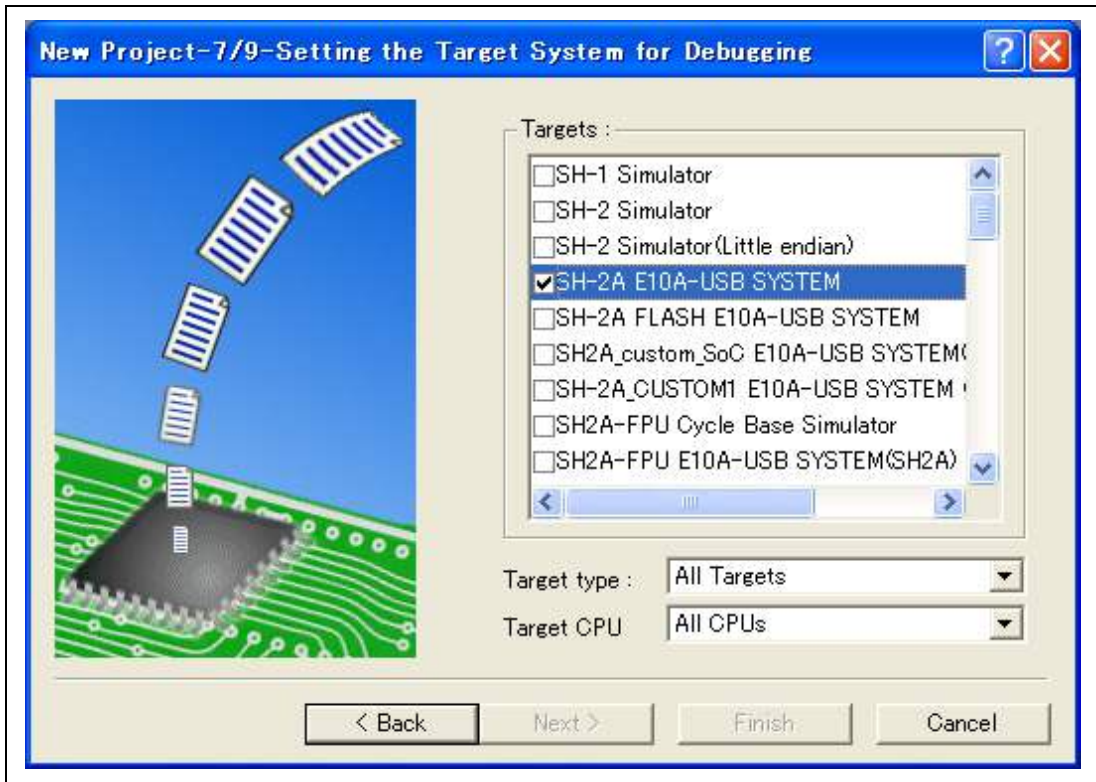 New Project-7/9-Setting the Target System for Debugging
Targets :
SH-1 Simulator
SH-2 Simulator
SH-2 Simulator(Little endian)
SH-2A E10A-USB SYSTEM
SH-2A FLASH E10A-USB SYSTEM
SH2A_custom_SoC E10A-USB SYSTEM(
SH-2A_CUSTOM1 E10A-USB SYSTEM (
SH2A-FPU Cycle Base Simulator
SH2A-FPU E10A-USB SYSTEM(SH2A)
Target type : All Targets
Target CPU All CPUs
< Back Next > Finish Cancel